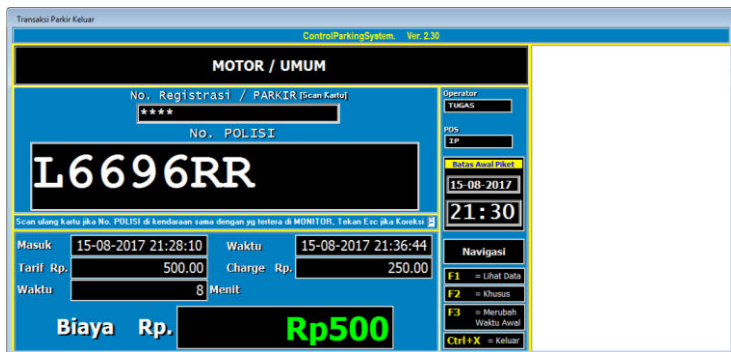 Transaksi Parkir Keluar
ControlParkingSystem. Ver. 2.30
MOTOR / UMUM
No. Registrasi / PARKIR [Scan Kartu]
****
No. POLISI
L6696RR
Scan ulang kartu jika No. POLISI di kendaraan sama dengan yg tertera di MONITOR, Tekan Esc jika Koreksi
Masuk 15-08-2017 21:28:10 Waktu 15-08-2017 21:36:44
Tarif Rp. 500.00 Charge Rp. 250.00
Waktu 8 Menit
Biaya Rp. Rp500
Operator
TUGAS
POS
IP
Batas Awal Piket
15-08-2017
21:30
Navigasi
F1 = Lihat Data
F2 = Khusus
F3 = Merubah
Waktu Awal
Ctrl+X = Keluar